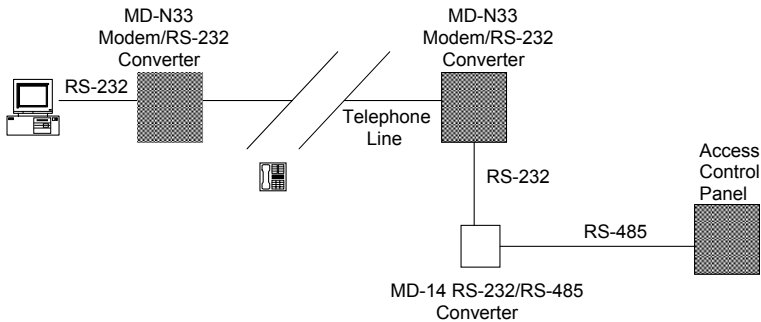 MD-N33
Modem/RS-232
Converter
MD-N33
Modem/RS-232
Converter
RS-232
Telephone
Line
RS-232
Access
Control
Panel
RS-485
MD-14 RS-232/RS-485
Converter